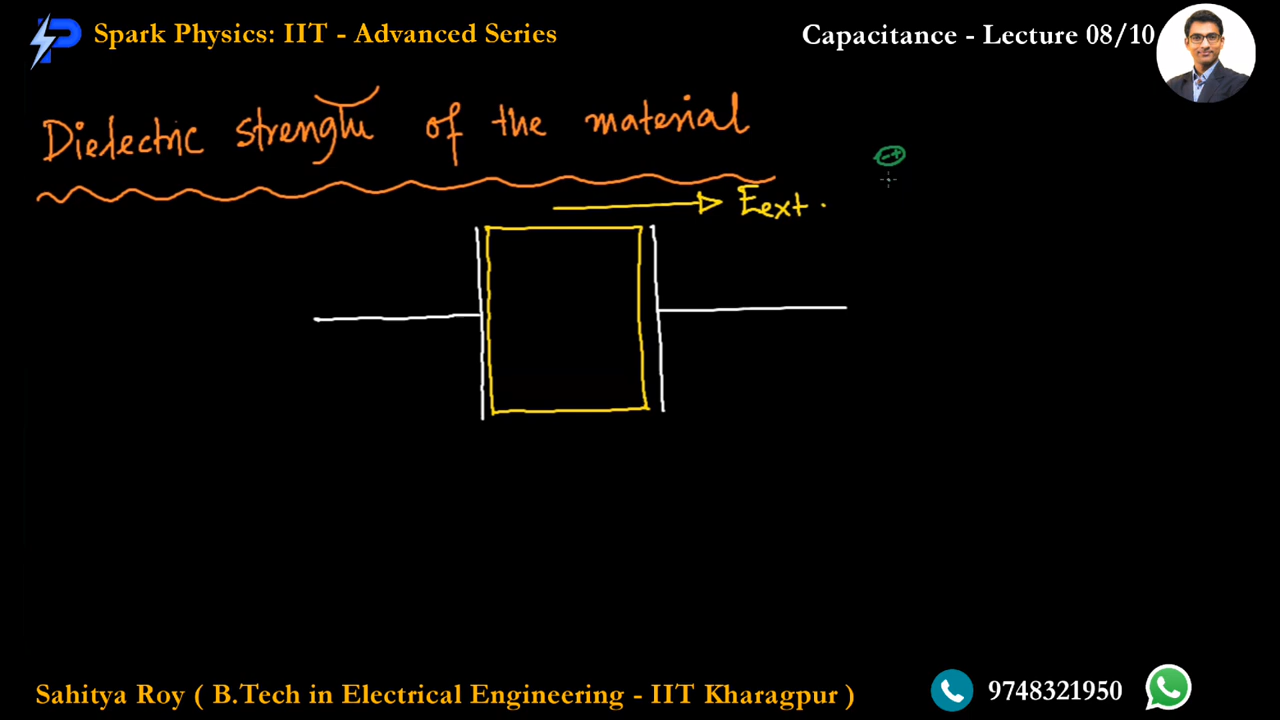 Spark Physics: IIT - Advanced Series
Capacitance - Lecture 08/10
Dielectric strength of the material
- +
Eext.
Sahitya Roy ( B.Tech in Electrical Engineering - IIT Kharagpur )
9748321950